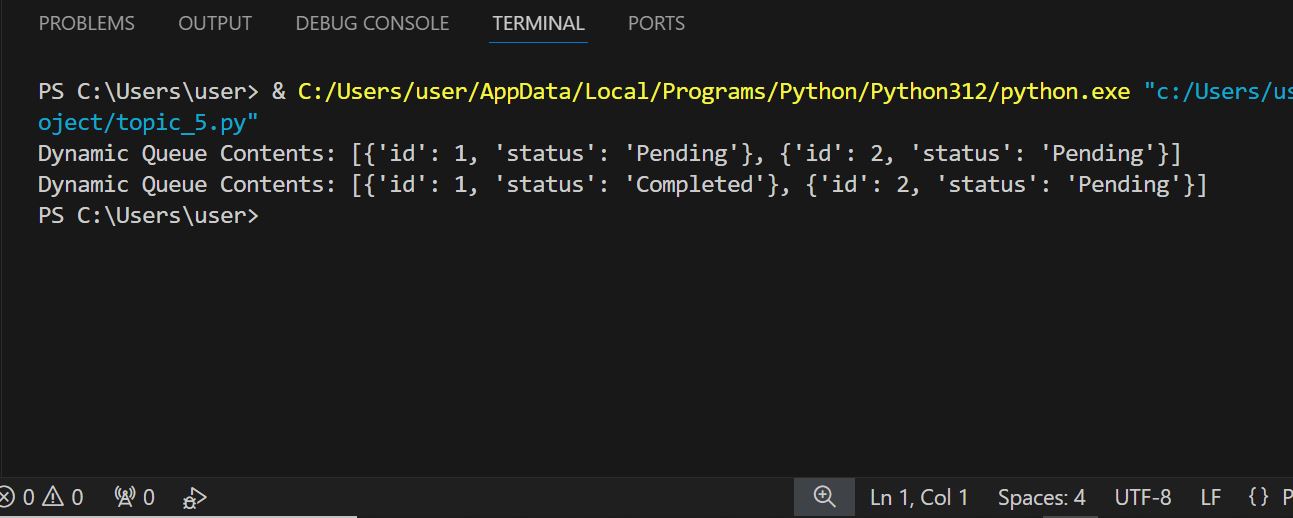 PROBLEMS OUTPUT DEBUG CONSOLE TERMINAL PORTS
PS C:\Users\user> & C:/Users/user/AppData/Local/Programs/Python/Python312/python.exe "c:/Users/us
oject/topic_5.py"
Dynamic Queue Contents: [{'id': 1, 'status': 'Pending'}, {'id': 2, 'status': 'Pending'}]
Dynamic Queue Contents: [{'id': 1, 'status': 'Completed'}, {'id': 2, 'status': 'Pending'}]
PS C:\Users\user>
0 0 0 Ln 1, Col 1 Spaces: 4 UTF-8 LF {} P